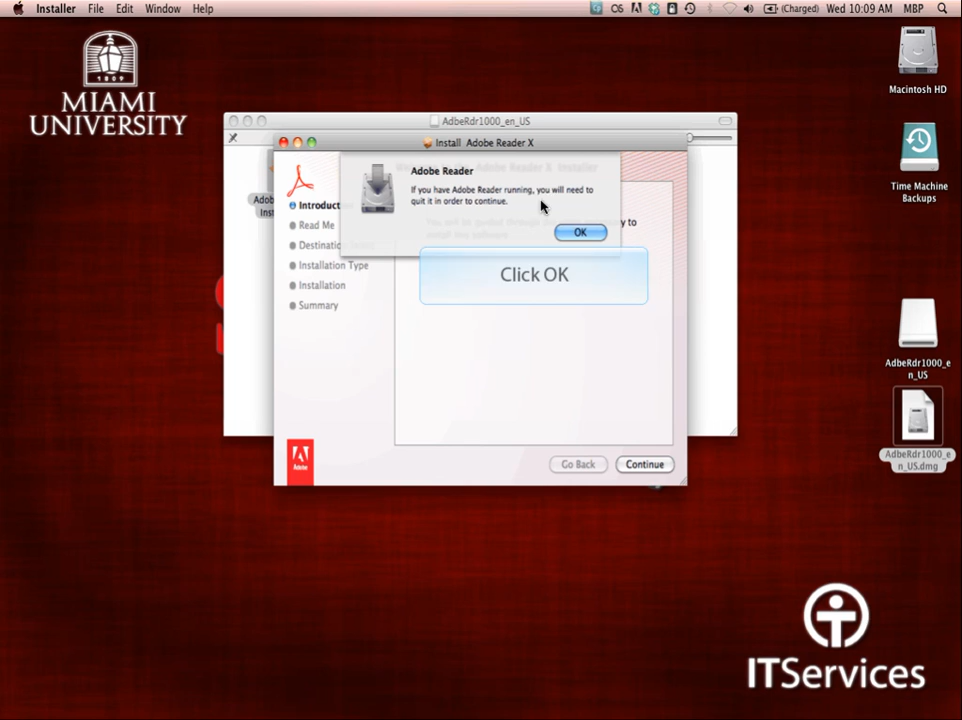 Installer File Edit Window Help
(Charged) Wed 10:09 AM MBP
1809
MIAMI
UNIVERSITY
Macintosh HD
Time Machine
Backups
AdbeRdr1000_en_US
Install Adobe Reader X
Adobe Reader
If you have Adobe Reader running, you will need to
quit it in order to continue.
OK
Click OK
Introduct
Read Me
Destination
Installation Type
Installation
Summary
y to
Adobe
Go Back Continue
AdbeRdr1000_e
n_US
AdbeRdr1000_e
n_US.dmg
ITServices